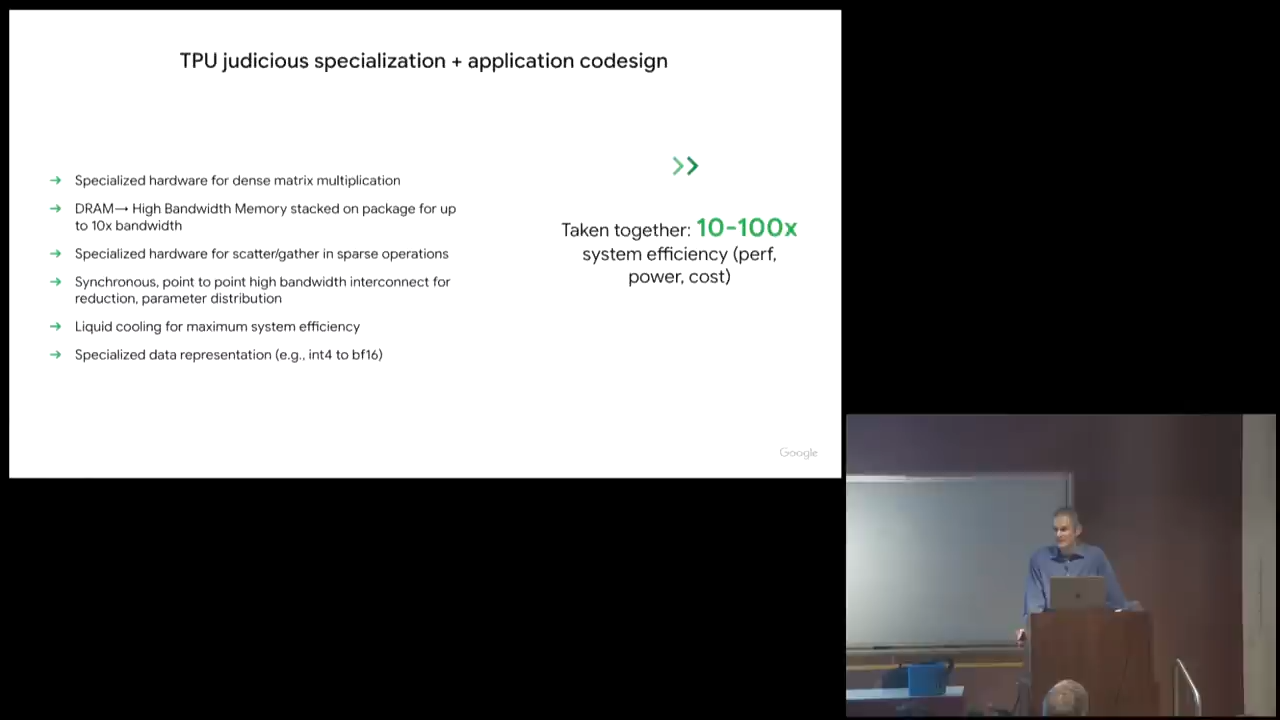 TPU judicious specialization + application codesign
➔ Specialized hardware for dense matrix multiplication
➔ DRAM→ High Bandwidth Memory stacked on package for up
to 10x bandwidth
➔ Specialized hardware for scatter/gather in sparse operations
➔ Synchronous, point to point high bandwidth interconnect for
reduction, parameter distribution
➔ Liquid cooling for maximum system efficiency
➔ Specialized data representation (e.g., int4 to bf16)
Taken together: 10-100x
system efficiency (perf,
power, cost)
Google